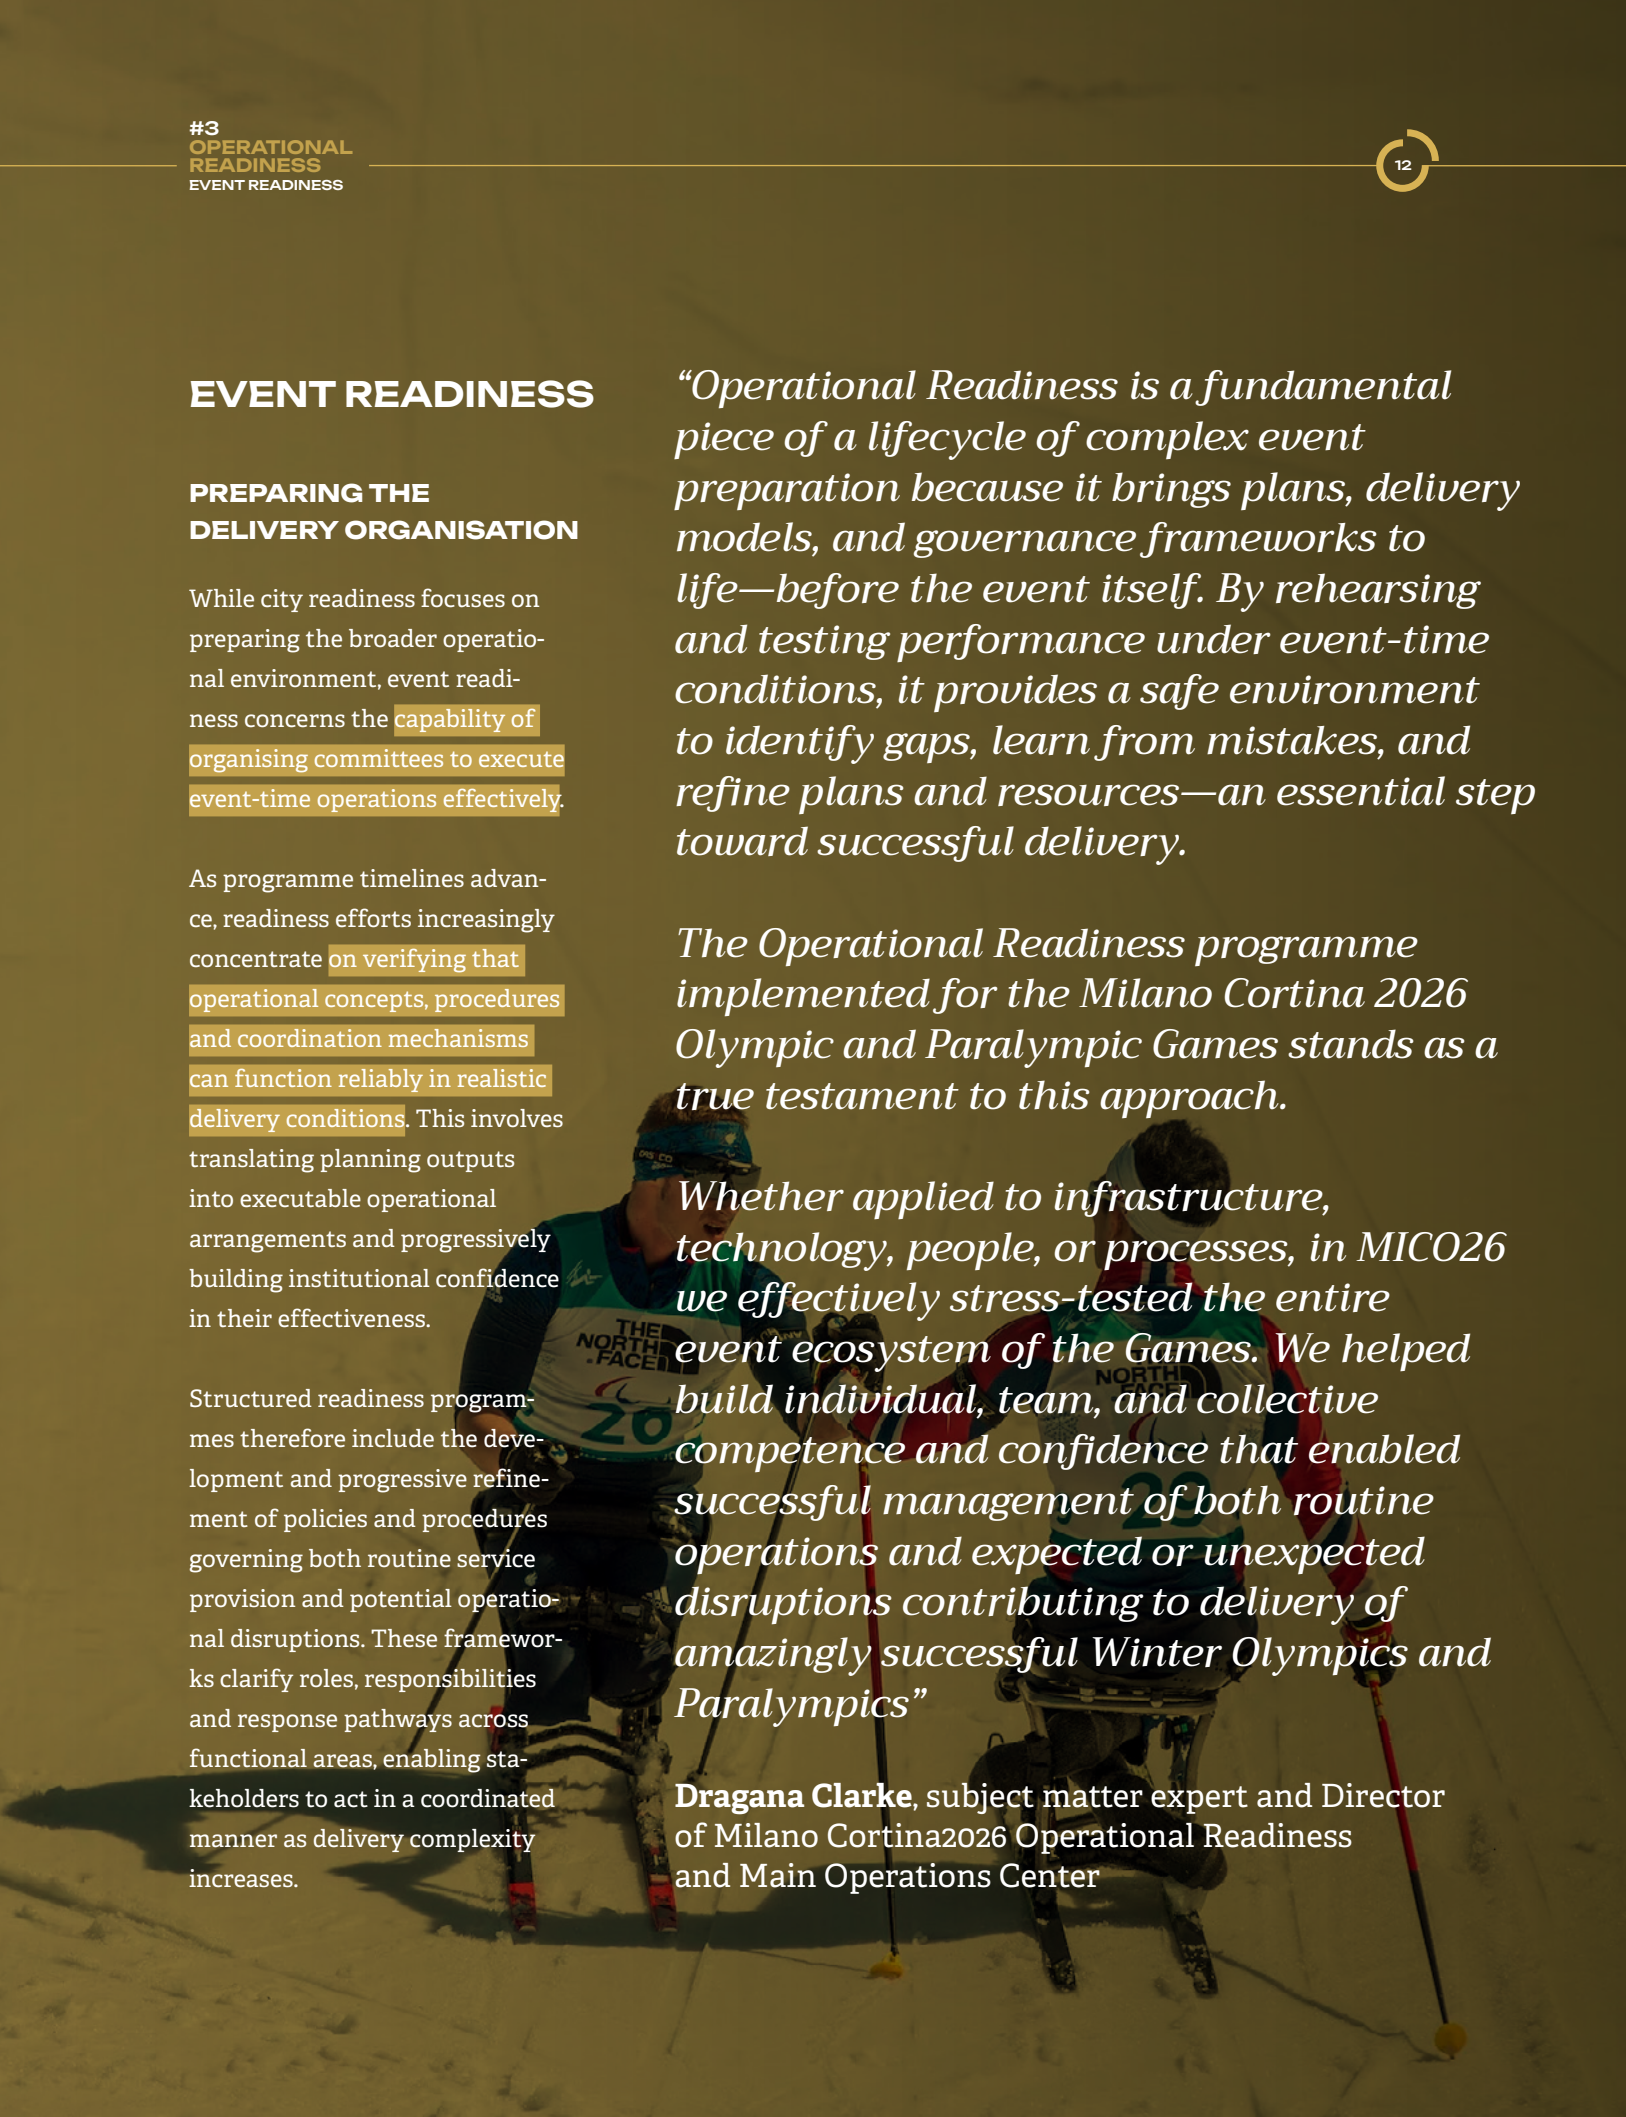 #3
OPERATIONAL
READINESS
EVENT READINESS
12
EVENT READINESS
PREPARING THE
DELIVERY ORGANISATION
While city readiness focuses on
preparing the broader operatio-
nal environment, event readi-
ness concerns the capability of
organising committees to execute
event-time operations effectively.
As programme timelines advan-
ce, readiness efforts increasingly
concentrate on verifying that
operational concepts, procedures
and coordination mechanisms
can function reliably in realistic
delivery conditions. This involves
translating planning outputs
into executable operational
arrangements and progressively
building institutional confidence
in their effectiveness.
Structured readiness program-
mes therefore include the deve-
lopment and progressive refine-
ment of policies and procedures
governing both routine service
provision and potential operatio-
nal disruptions. These framewor-
ks clarify roles, responsibilities
and response pathways across
functional areas, enabling sta-
keholders to act in a coordinated
manner as delivery complexity
increases.
“Operational Readiness is a fundamental
piece of a lifecycle of complex event
preparation because it brings plans, delivery
models, and governance frameworks to
life—before the event itself. By rehearsing
and testing performance under event-time
conditions, it provides a safe environment
to identify gaps, learn from mistakes, and
refine plans and resources—an essential step
toward successful delivery.
The Operational Readiness programme
implemented for the Milano Cortina 2026
Olympic and Paralympic Games stands as a
true testament to this approach.
Whether applied to infrastructure,
technology, people, or processes, in MICO26
we effectively stress-tested the entire
event ecosystem of the Games. We helped
build individual, team, and collective
competence and confidence that enabled
successful management of both routine
operations and expected or unexpected
disruptions contributing to delivery of
amazingly successful Winter Olympics and
Paralympics”
Dragana Clarke, subject matter expert and Director
of Milano Cortina2026 Operational Readiness
and Main Operations Center
THE
NORTH
FACE
20
NORTH
FACE